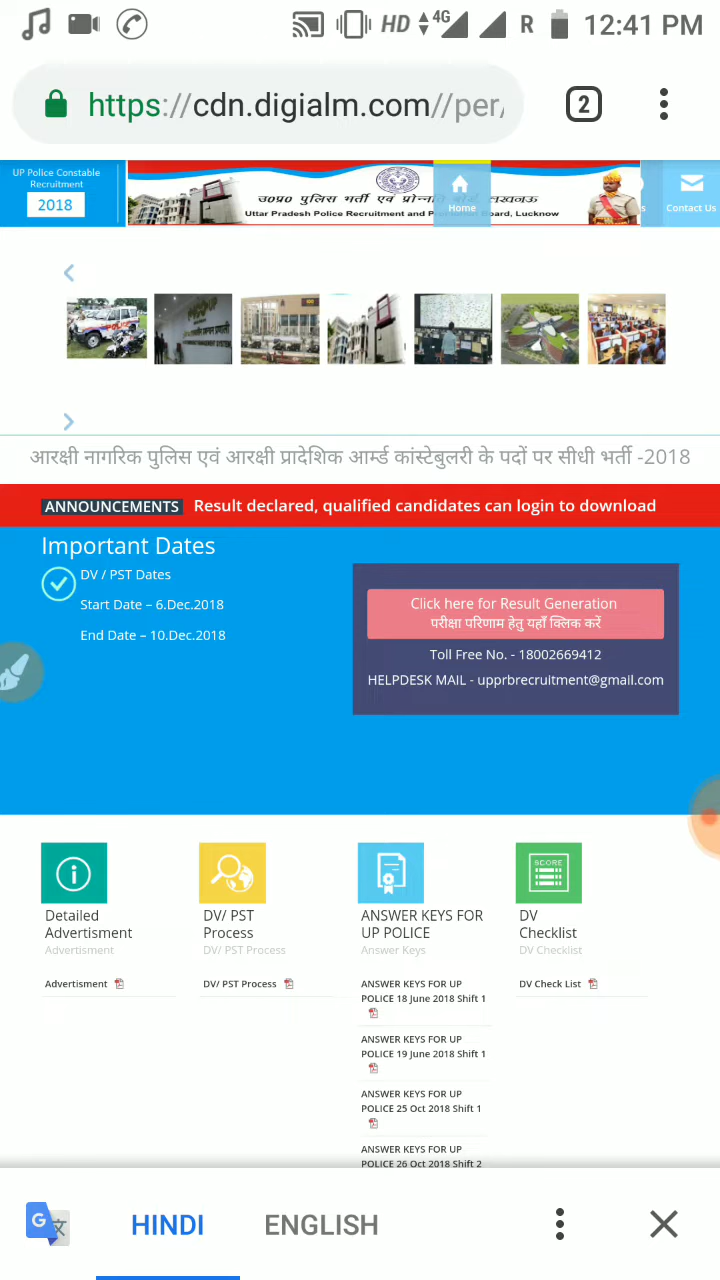 HD 4G R 12:41 PM
https://cdn.digialm.com//per
2
UP Police Constable
Recruitment
2018
उ०प्र० पुलिस भर्ती एवं प्रोन्नति बोर्ड, लखनऊ
Uttar Pradesh Police Recruitment and Board, Lucknow
Home
s
Contact Us
आरक्षी नागरिक पुलिस एवं आरक्षी प्रादेशिक आर्म्ड कांस्टेबुलरी के पदों पर सीधी भर्ती -2018
ANNOUNCEMENTS Result declared, qualified candidates can login to download
Important Dates
DV / PST Dates
Start Date – 6.Dec.2018
End Date – 10.Dec.2018
Click here for Result Generation
परीक्षा परिणाम हेतु यहाँ क्लिक करें
Toll Free No. - 18002669412
HELPDESK MAIL - upprbrecruitment@gmail.com
Detailed
Advertisment
Advertisment
Advertisment
DV/ PST
Process
DV/ PST Process
DV/ PST Process
ANSWER KEYS FOR
UP POLICE
Answer Keys
ANSWER KEYS FOR UP
POLICE 18 June 2018 Shift 1
ANSWER KEYS FOR UP
POLICE 19 June 2018 Shift 1
ANSWER KEYS FOR UP
POLICE 25 Oct 2018 Shift 1
ANSWER KEYS FOR UP
POLICE 26 Oct 2018 Shift 2
SCORE
DV
Checklist
DV Checklist
DV Check List
G 文
HINDI
ENGLISH